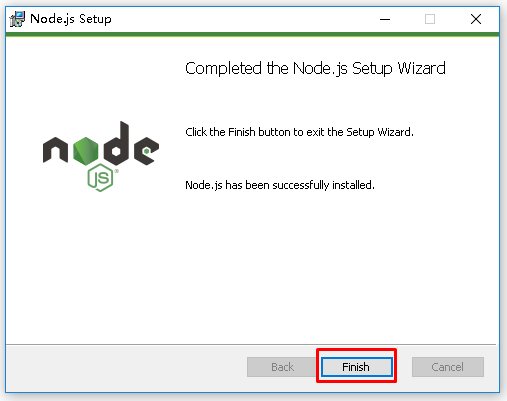 Node.js Setup
Completed the Node.js Setup Wizard
Click the Finish button to exit the Setup Wizard.
node
JS®
Node.js has been successfully installed.
Back
Finish
Cancel